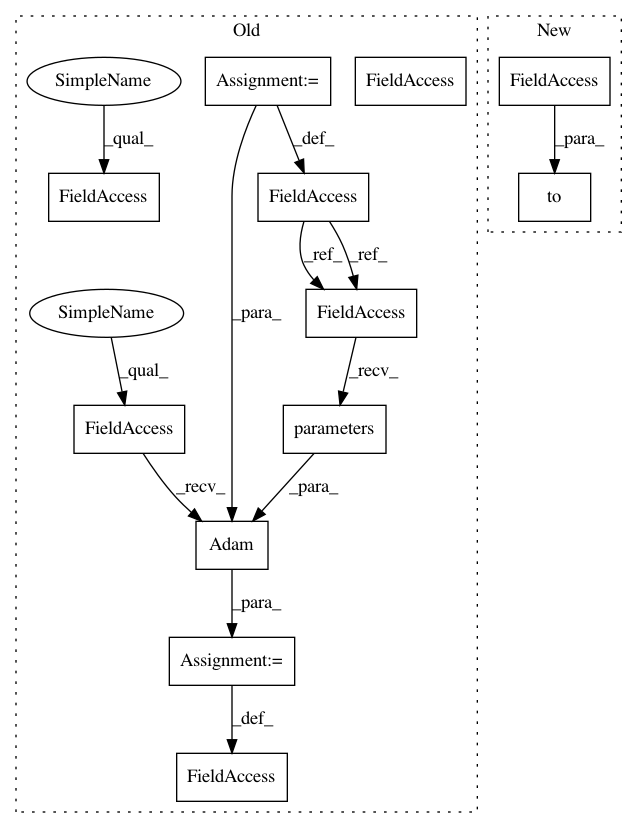 Old
New
SimpleName
Assignment:=
FieldAccess
FieldAccess
_qual_
_def_
_para_
FieldAccess
FieldAccess
to
_ref_
_ref_
SimpleName
_para_
FieldAccess
_qual_
_recv_
FieldAccess
parameters
_recv_
_para_
Adam
_para_
Assignment:=
_def_
FieldAccess